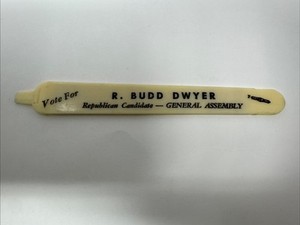 Vote For
R. BUDD DWYER
Republican Candidate — GENERAL ASSEMBLY